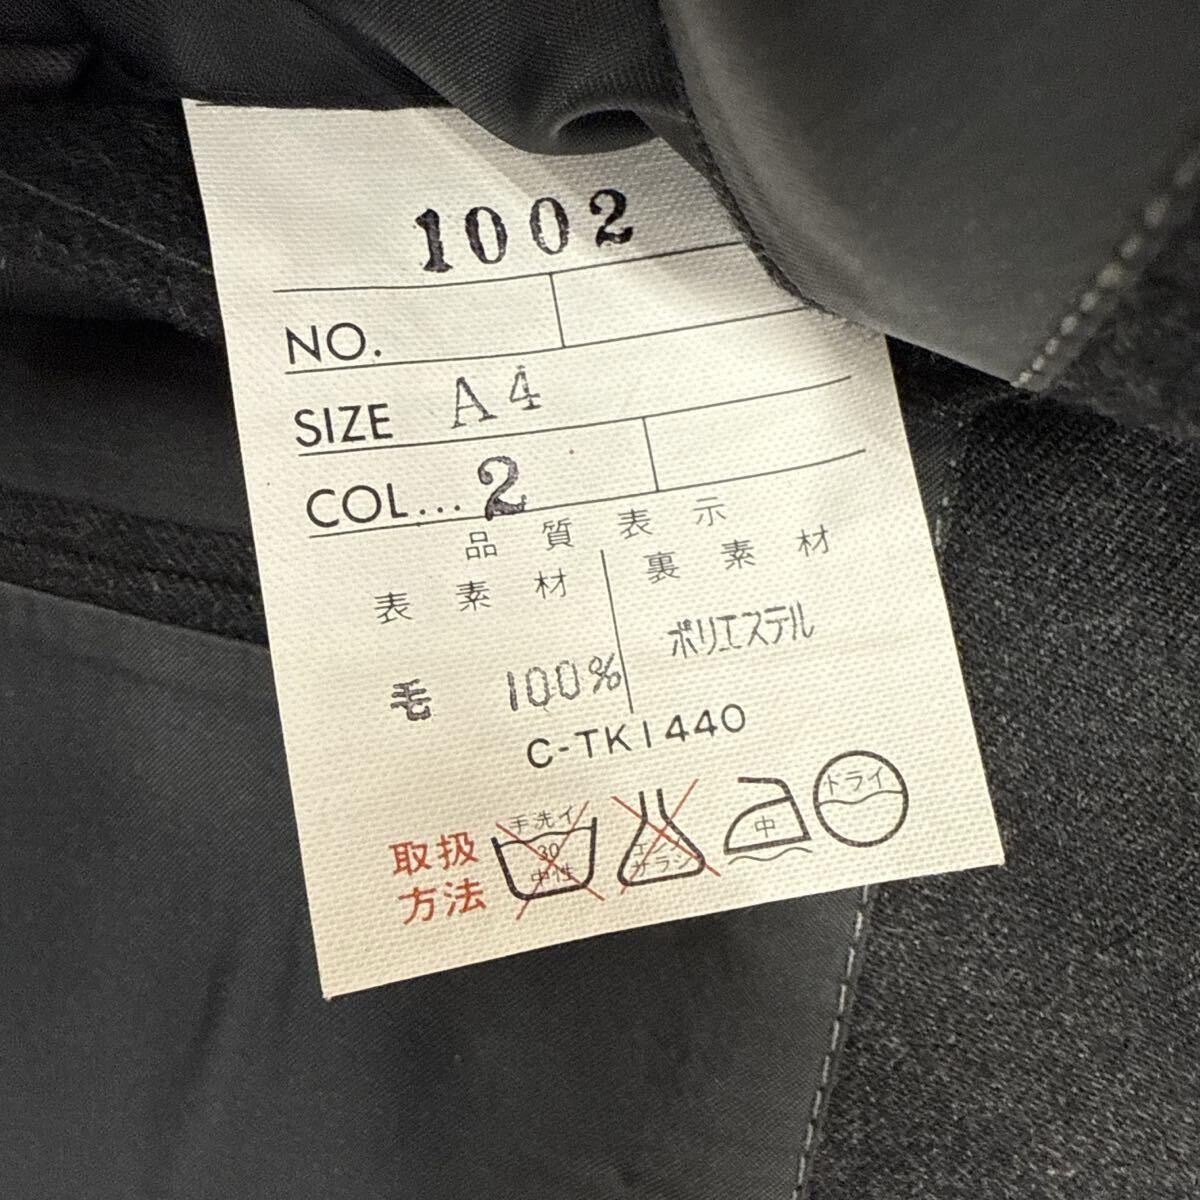 1002
NO.
SIZE A4
COL... 2
品質表示
表素材 裏素材
毛 100% ポリエステル
C-TK1440
取扱方法
手洗イ
30
中性
エンソ
サラシ
中
ドライ